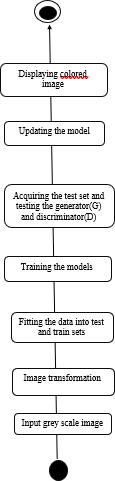 Displaying colored
image
Updating the model
Acquiring the test set and
testing the generator(G)
and discriminator(D)
Training the models
Fitting the data into test
and train sets
Image transformation
Input grey scale image